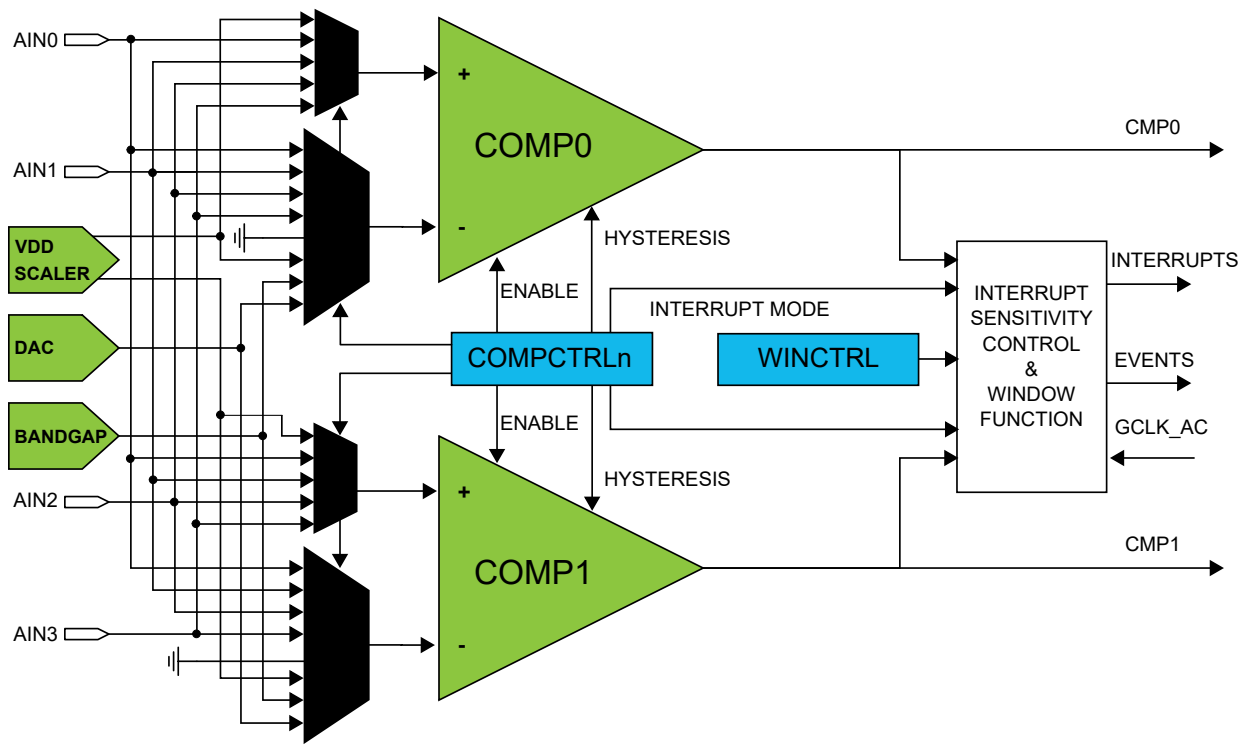 AIN0
+
COMP0
CMP0
AIN1
-
HYSTERESIS
VDD
SCALER
ENABLE
INTERRUPTS
INTERRUPT MODE
INTERRUPT
SENSITIVITY
CONTROL
&
WINDOW
FUNCTION
DAC
COMPCTRLn
WINCTRL
EVENTS
BANDGAP
ENABLE
GCLK_AC
HYSTERESIS
AIN2
+
CMP1
COMP1
AIN3
-